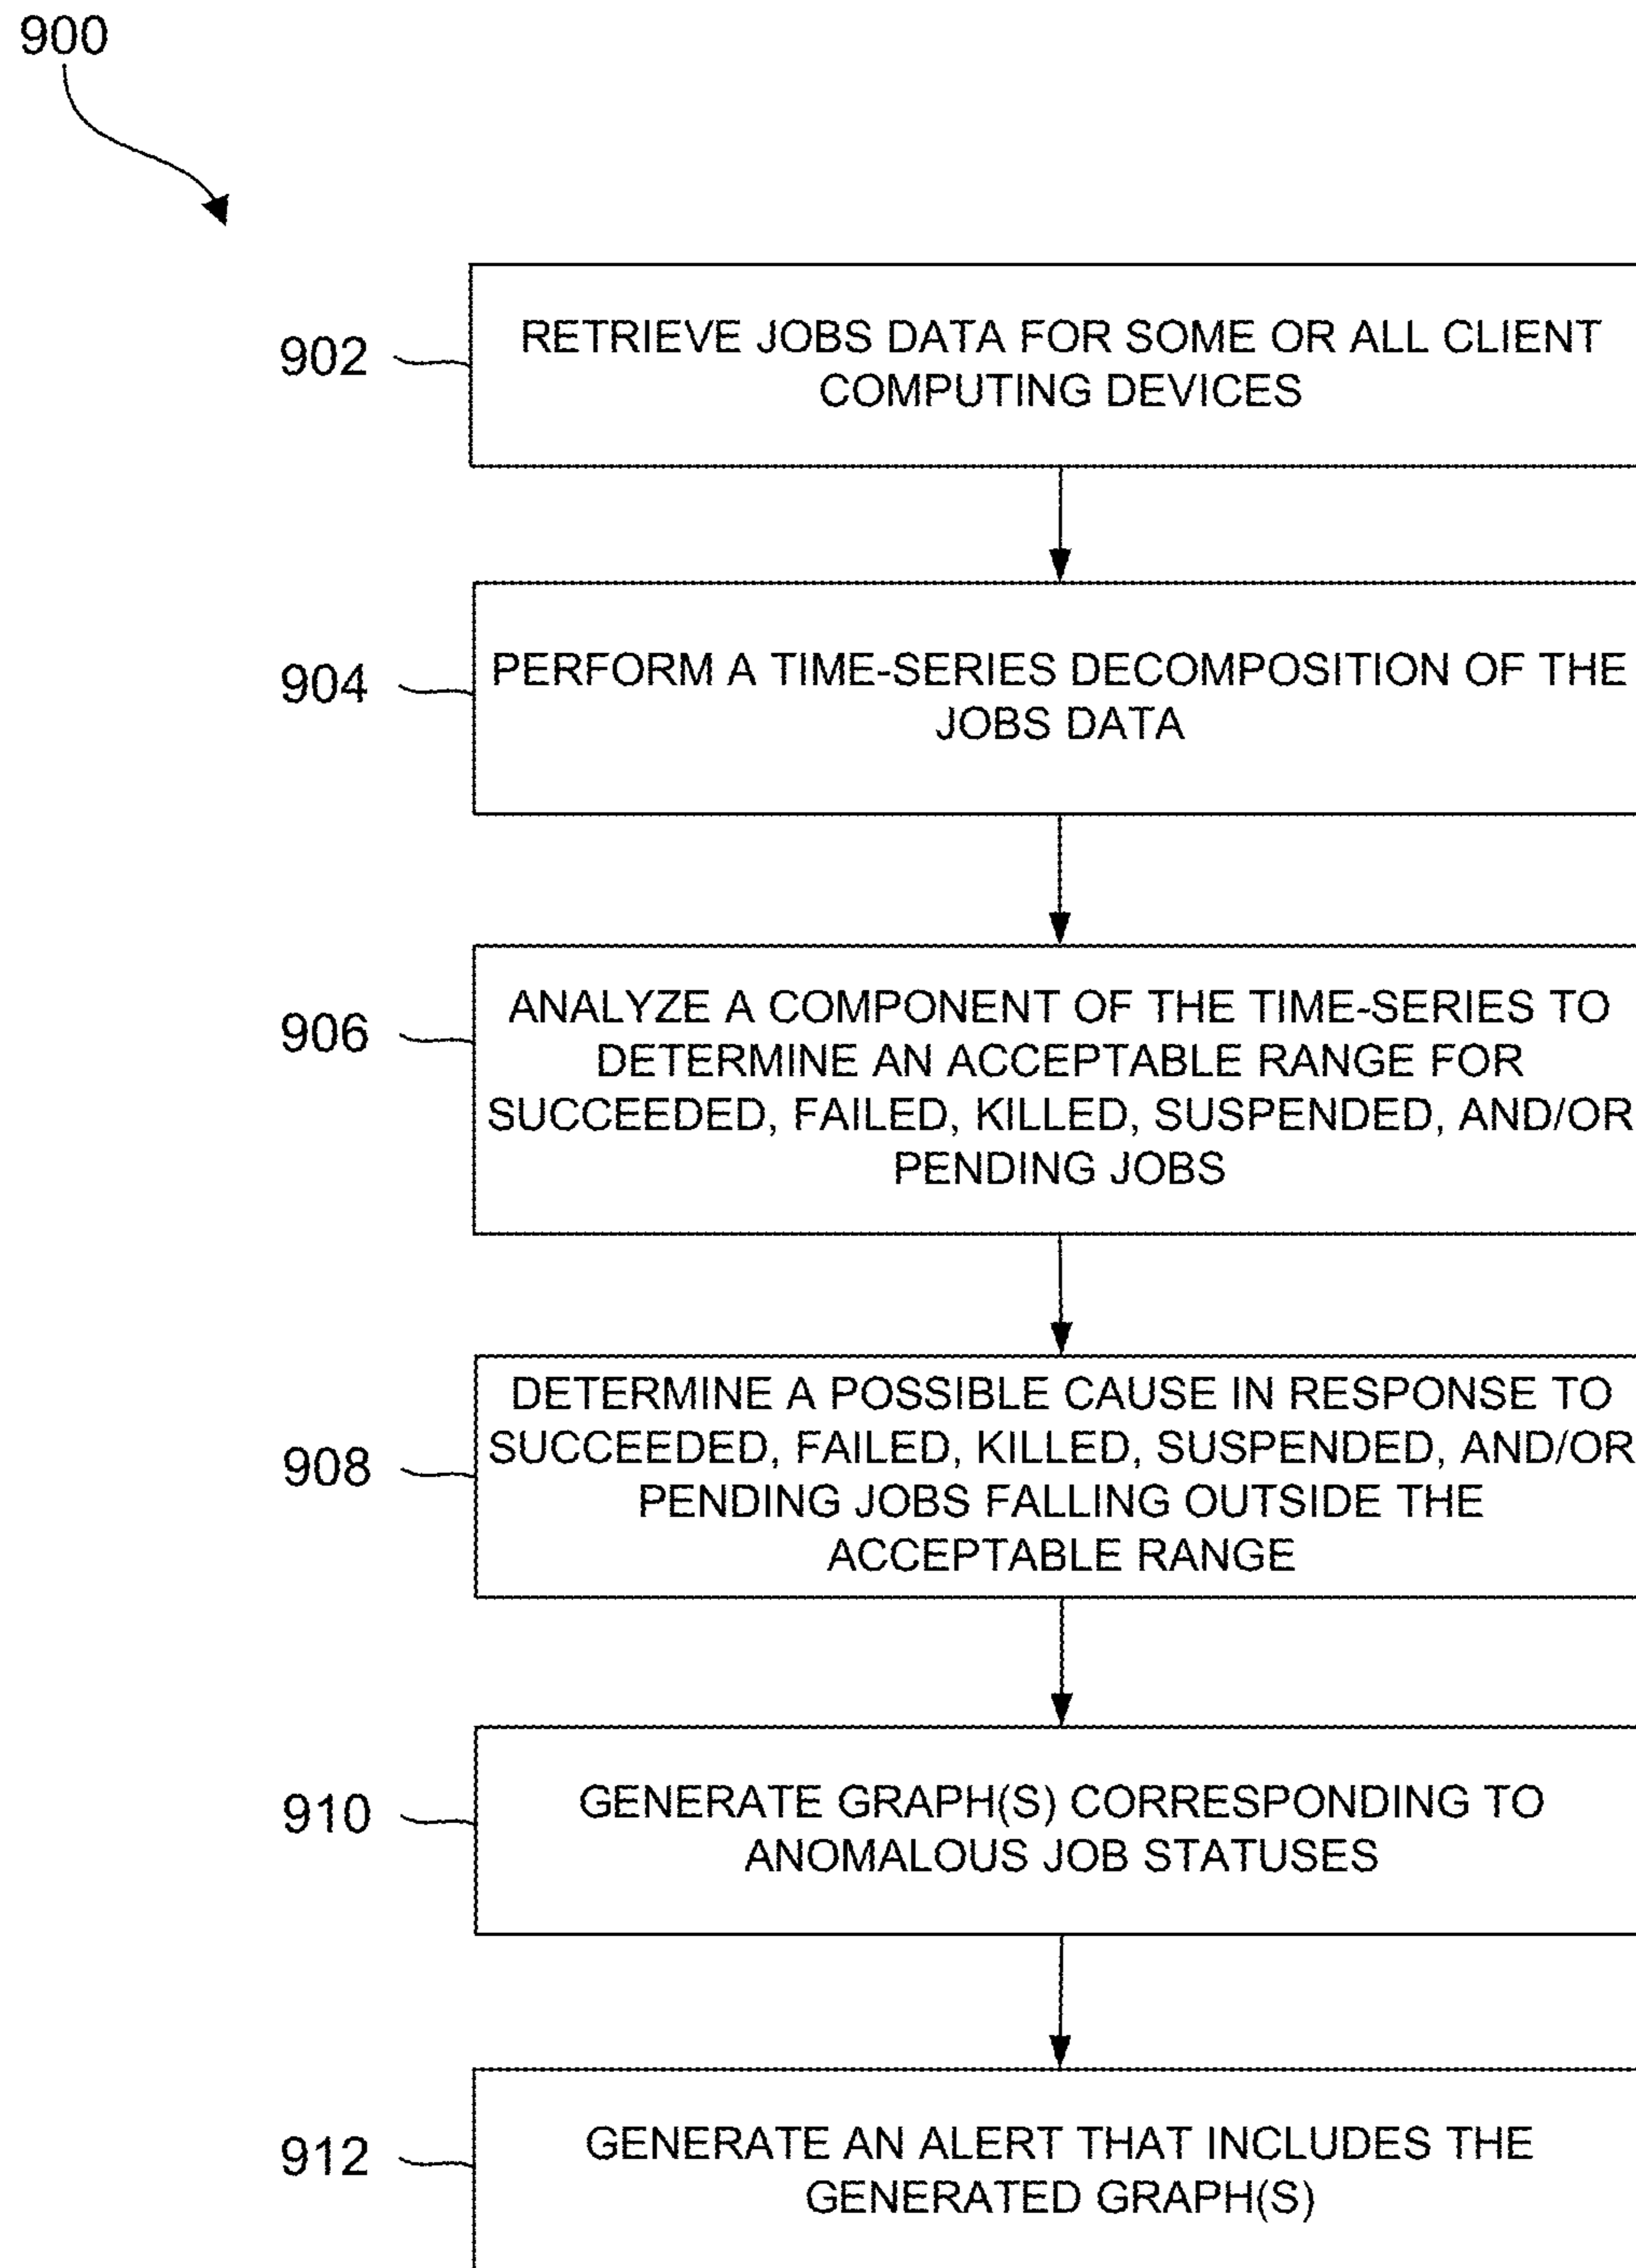 900
902
RETRIEVE JOBS DATA FOR SOME OR ALL CLIENT
COMPUTING DEVICES
904
PERFORM A TIME-SERIES DECOMPOSITION OF THE
JOBS DATA
906
ANALYZE A COMPONENT OF THE TIME-SERIES TO
DETERMINE AN ACCEPTABLE RANGE FOR
SUCCEEDED, FAILED, KILLED, SUSPENDED, AND/OR
PENDING JOBS
908
DETERMINE A POSSIBLE CAUSE IN RESPONSE TO
SUCCEEDED, FAILED, KILLED, SUSPENDED, AND/OR
PENDING JOBS FALLING OUTSIDE THE
ACCEPTABLE RANGE
910
GENERATE GRAPH(S) CORRESPONDING TO
ANOMALOUS JOB STATUSES
912
GENERATE AN ALERT THAT INCLUDES THE
GENERATED GRAPH(S)